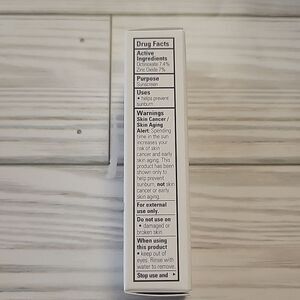 Drug Facts
Active
Ingredients
Octinoxate 7.4%
Zinc Oxide 7%
Purpose
Sunscreen
Uses
• helps prevent
sunburn
Warnings
Skin Cancer /
Skin Aging
Alert: Spending
time in the sun
increases your
risk of skin
cancer and early
skin aging. This
product has been
shown only to
help prevent
sunburn, not skin
cancer or early
skin aging.
For external
use only.
Do not use on
• damaged or
broken skin.
When using
this product
• keep out of
eyes. Rinse with
water to remove.
Stop use and ▸